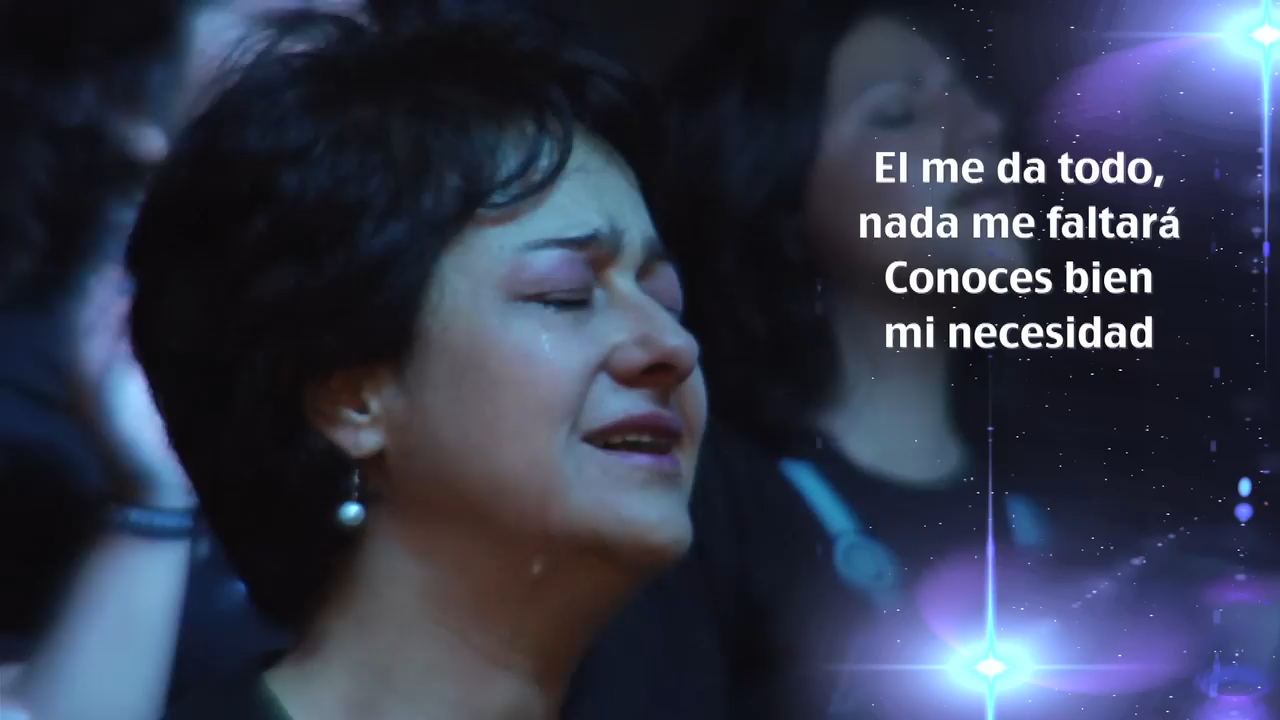 El me da todo,
nada me faltará
Conoces bien
mi necesidad